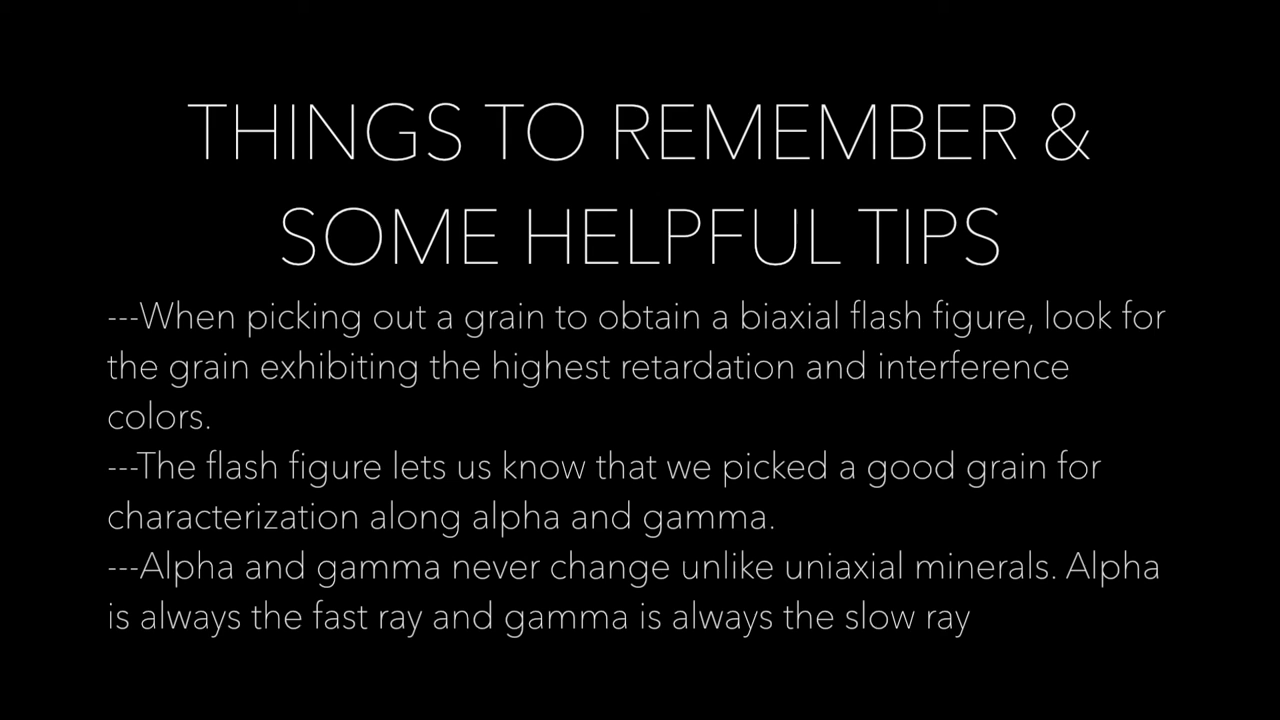 THINGS TO REMEMBER &
SOME HELPFUL TIPS
---When picking out a grain to obtain a biaxial flash figure, look for
the grain exhibiting the highest retardation and interference
colors.
---The flash figure lets us know that we picked a good grain for
characterization along alpha and gamma.
---Alpha and gamma never change unlike uniaxial minerals. Alpha
is always the fast ray and gamma is always the slow ray